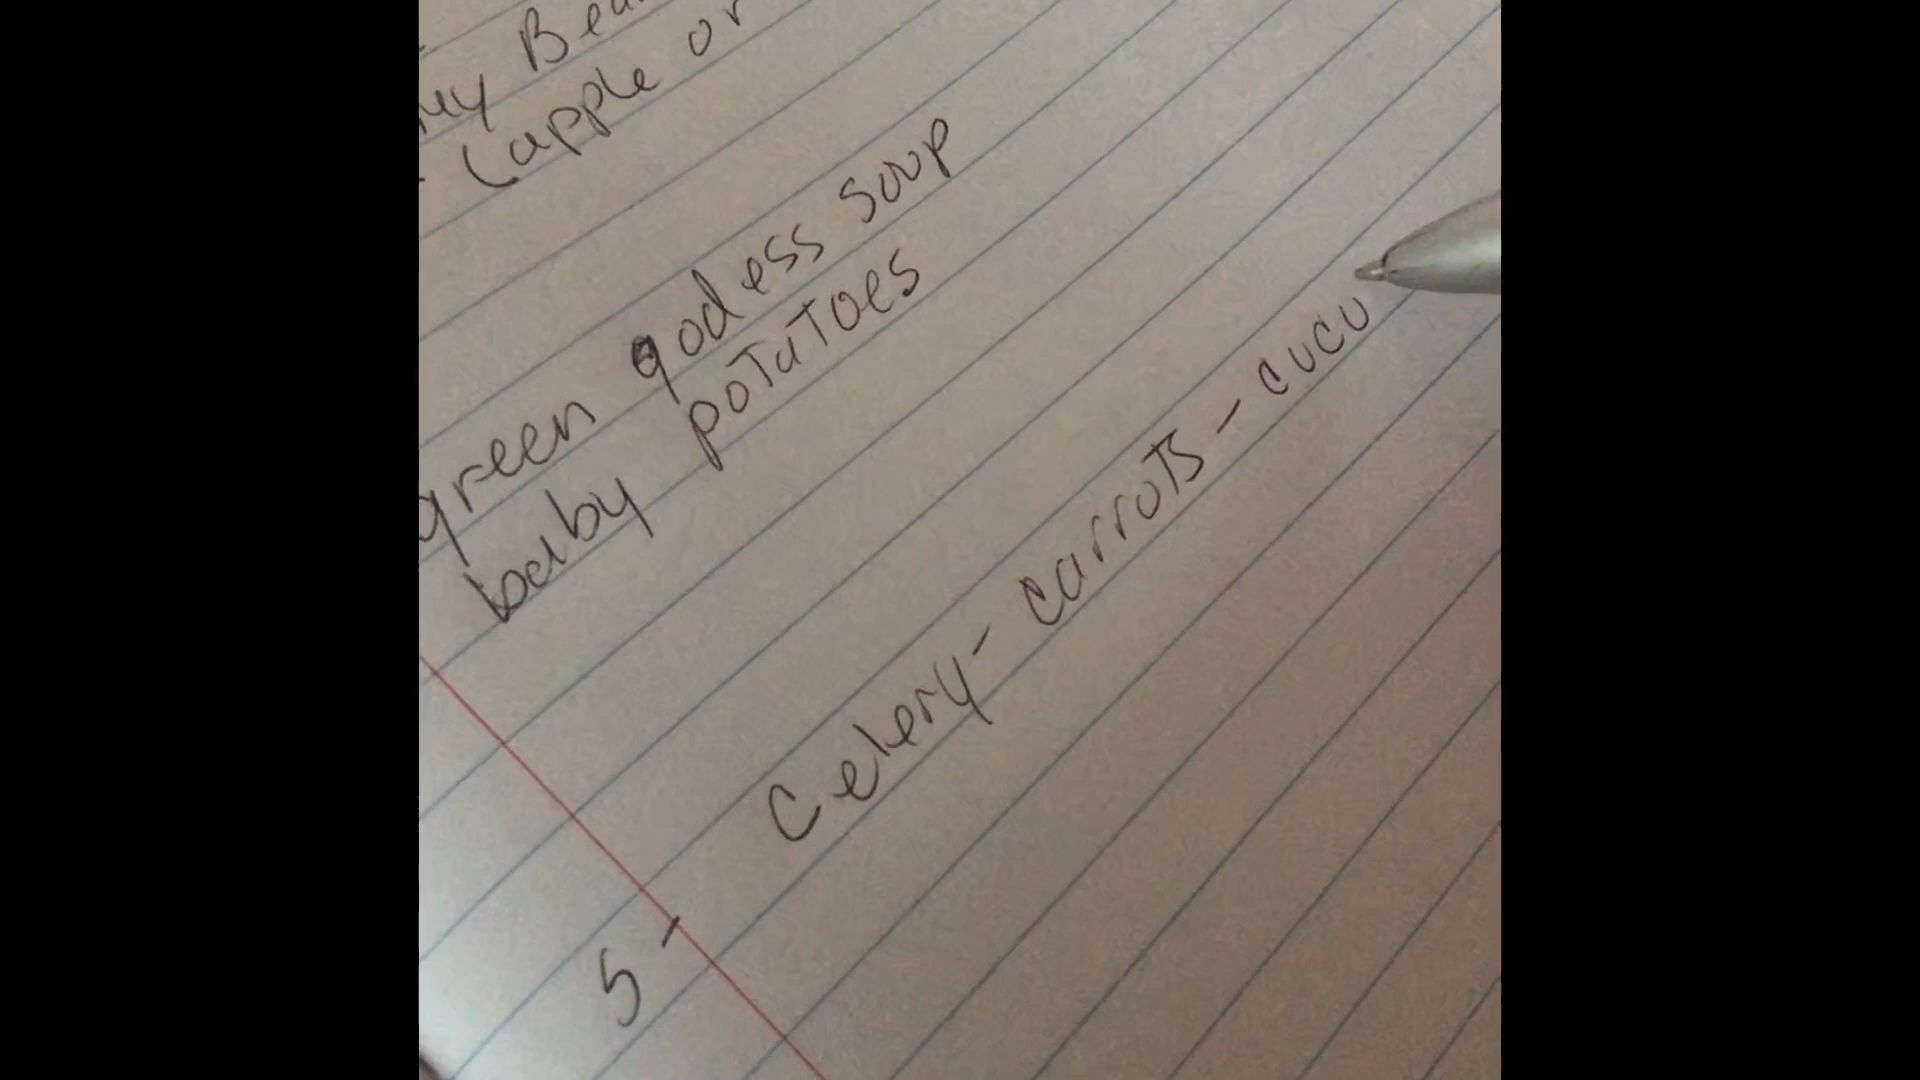 (apple or
green godess soup
baby potatoes
5 - Celery - carrots - cucu